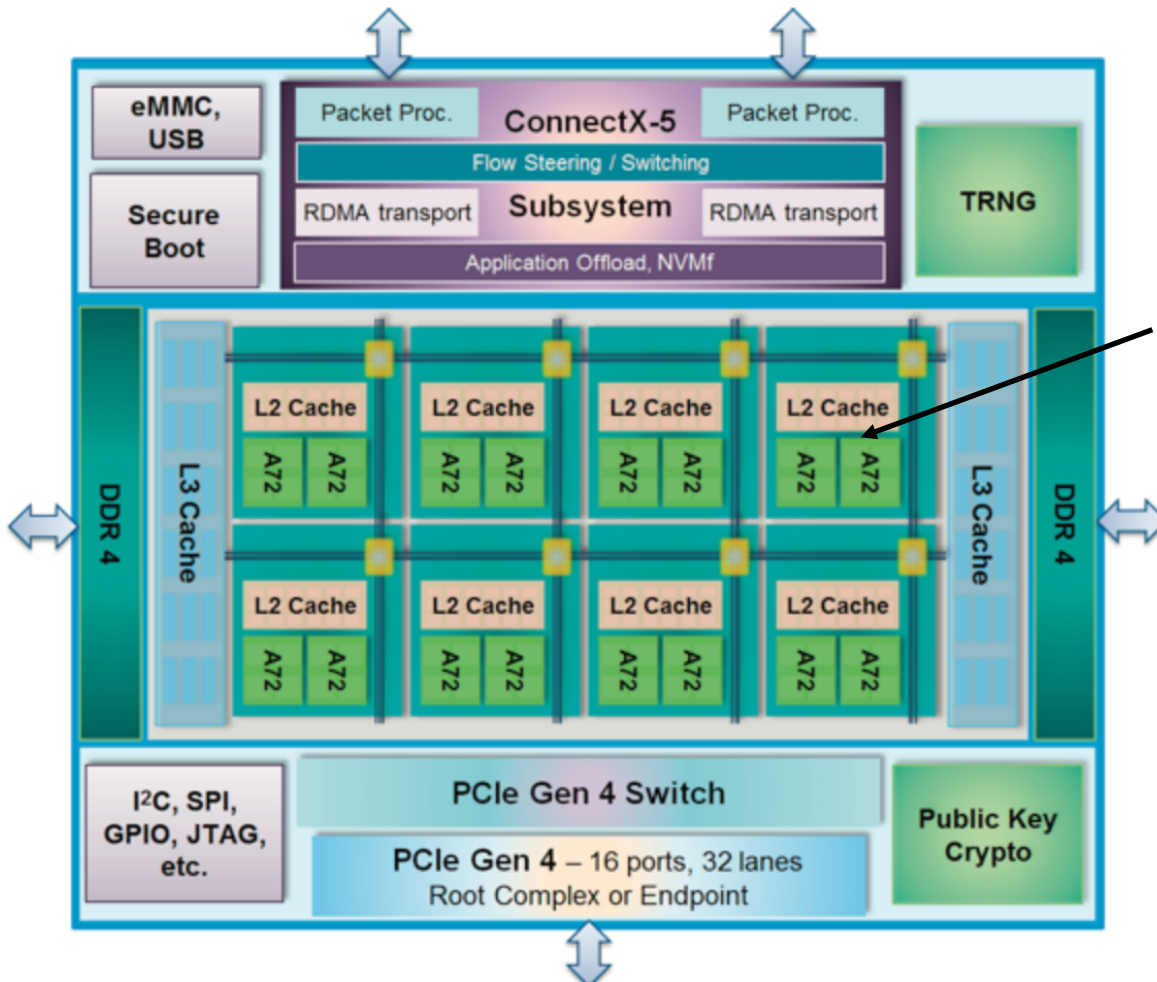 eMMC,
USB
Secure
Boot
Packet Proc.
ConnectX-5
Packet Proc.
Flow Steering / Switching
RDMA transport
Subsystem
RDMA transport
Application Offload, NVMf
TRNG
DDR 4
L3 Cache
L2 Cache
L2 Cache
L2 Cache
L2 Cache
A72
A72
A72
A72
A72
A72
A72
A72
L2 Cache
L2 Cache
L2 Cache
L2 Cache
A72
A72
A72
A72
A72
A72
A72
A72
L3 Cache
DDR 4
I²C, SPI,
GPIO, JTAG,
etc.
PCIe Gen 4 Switch
PCIe Gen 4 – 16 ports, 32 lanes
Root Complex or Endpoint
Public Key
Crypto